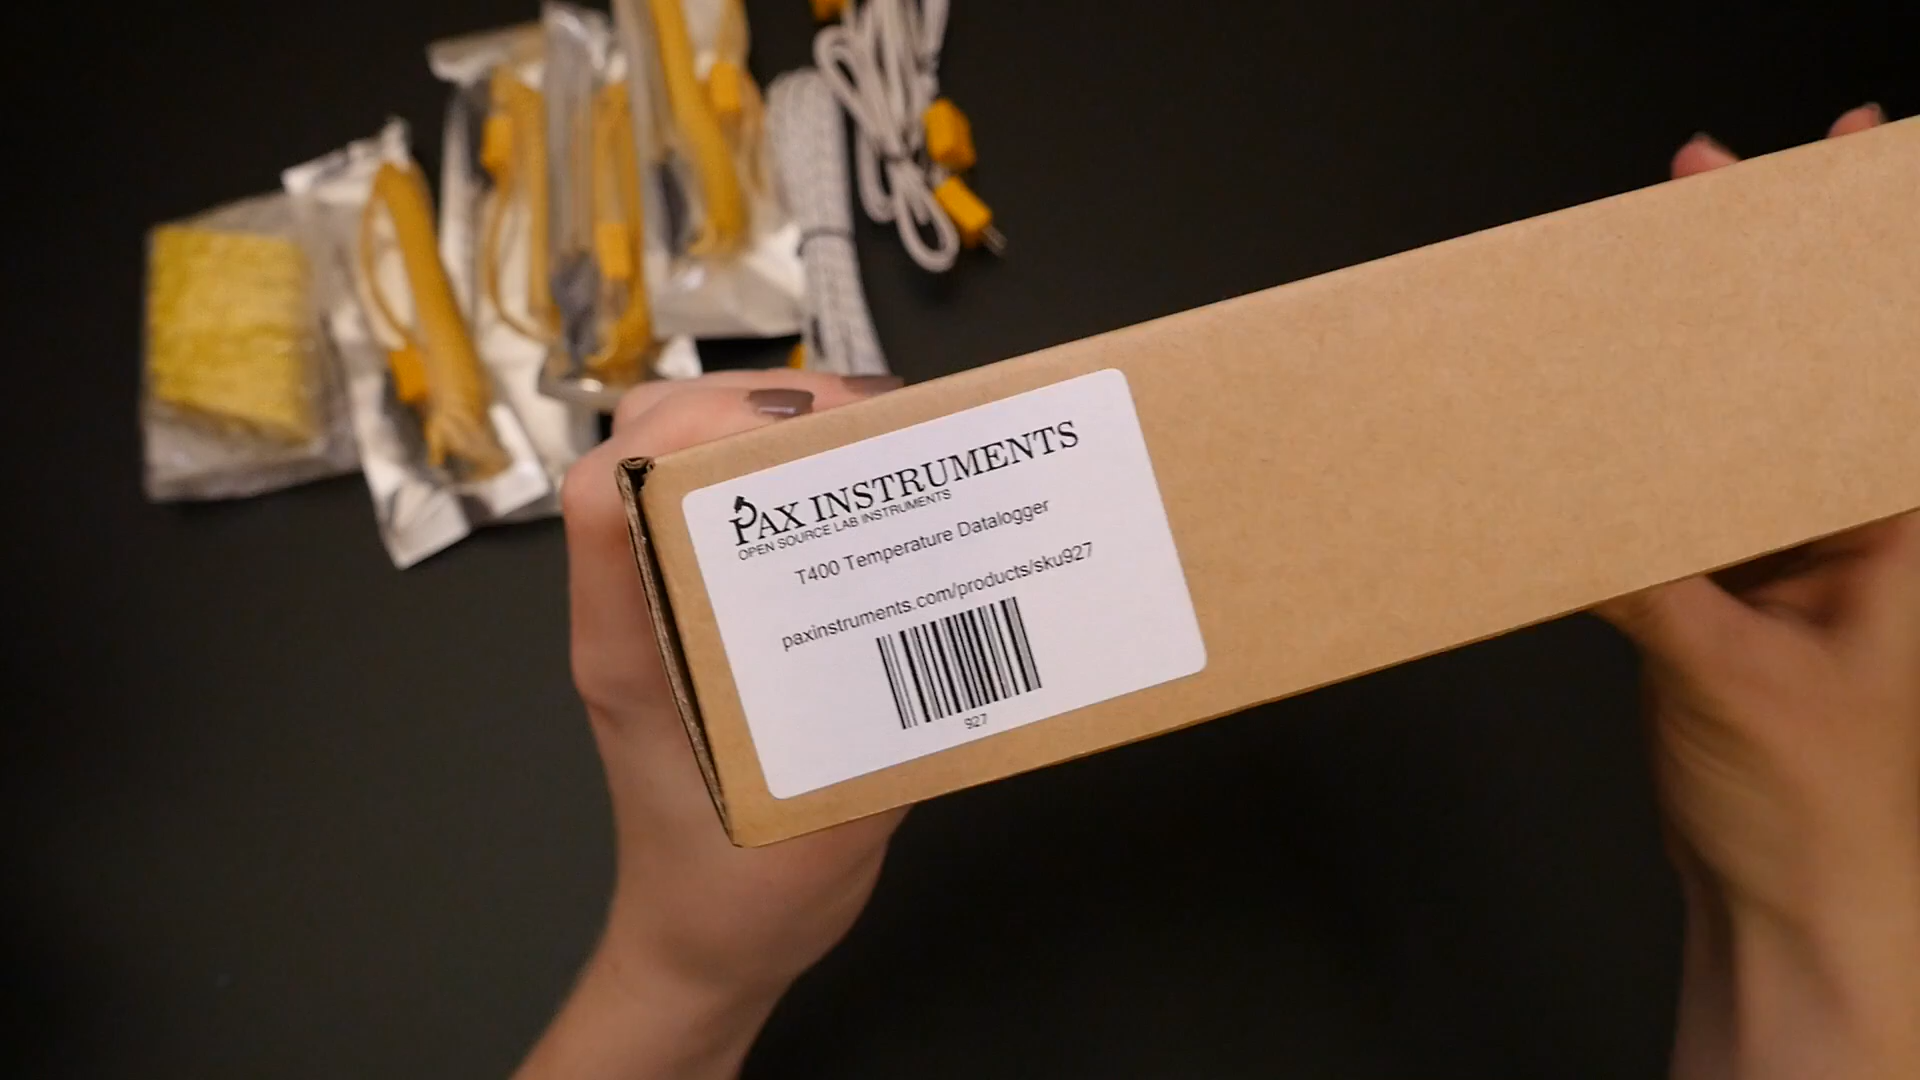 PAX INSTRUMENTS
OPEN SOURCE LAB INSTRUMENTS
T400 Temperature Datalogger
paxinstruments.com/products/sku927
927